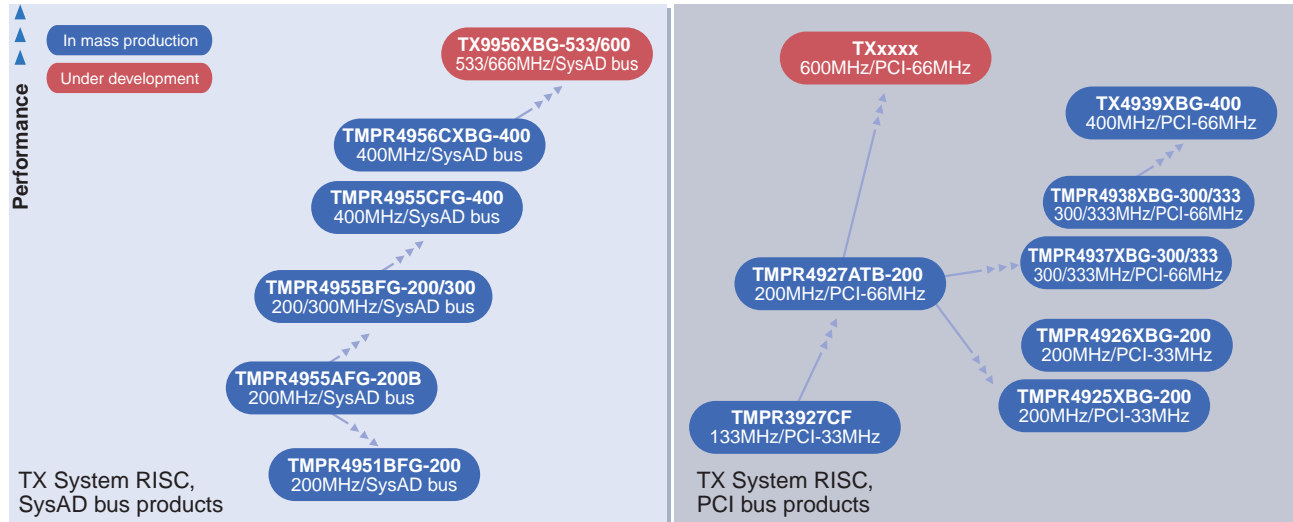 Performance
In mass production
Under development
TX9956XBG-533/600
533/666MHz/SysAD bus
TMPR4956CXBG-400
400MHz/SysAD bus
TMPR4955CFG-400
400MHz/SysAD bus
TMPR4955BFG-200/300
200/300MHz/SysAD bus
TMPR4955AFG-200B
200MHz/SysAD bus
TMPR4951BFG-200
200MHz/SysAD bus
TX System RISC,
SysAD bus products
TXxxxx
600MHz/PCI-66MHz
TX4939XBG-400
400MHz/PCI-66MHz
TMPR4938XBG-300/333
300/333MHz/PCI-66MHz
TMPR4937XBG-300/333
300/333MHz/PCI-66MHz
TMPR4927ATB-200
200MHz/PCI-66MHz
TMPR4926XBG-200
200MHz/PCI-33MHz
TMPR4925XBG-200
200MHz/PCI-33MHz
TMPR3927CF
133MHz/PCI-33MHz
TX System RISC,
PCI bus products